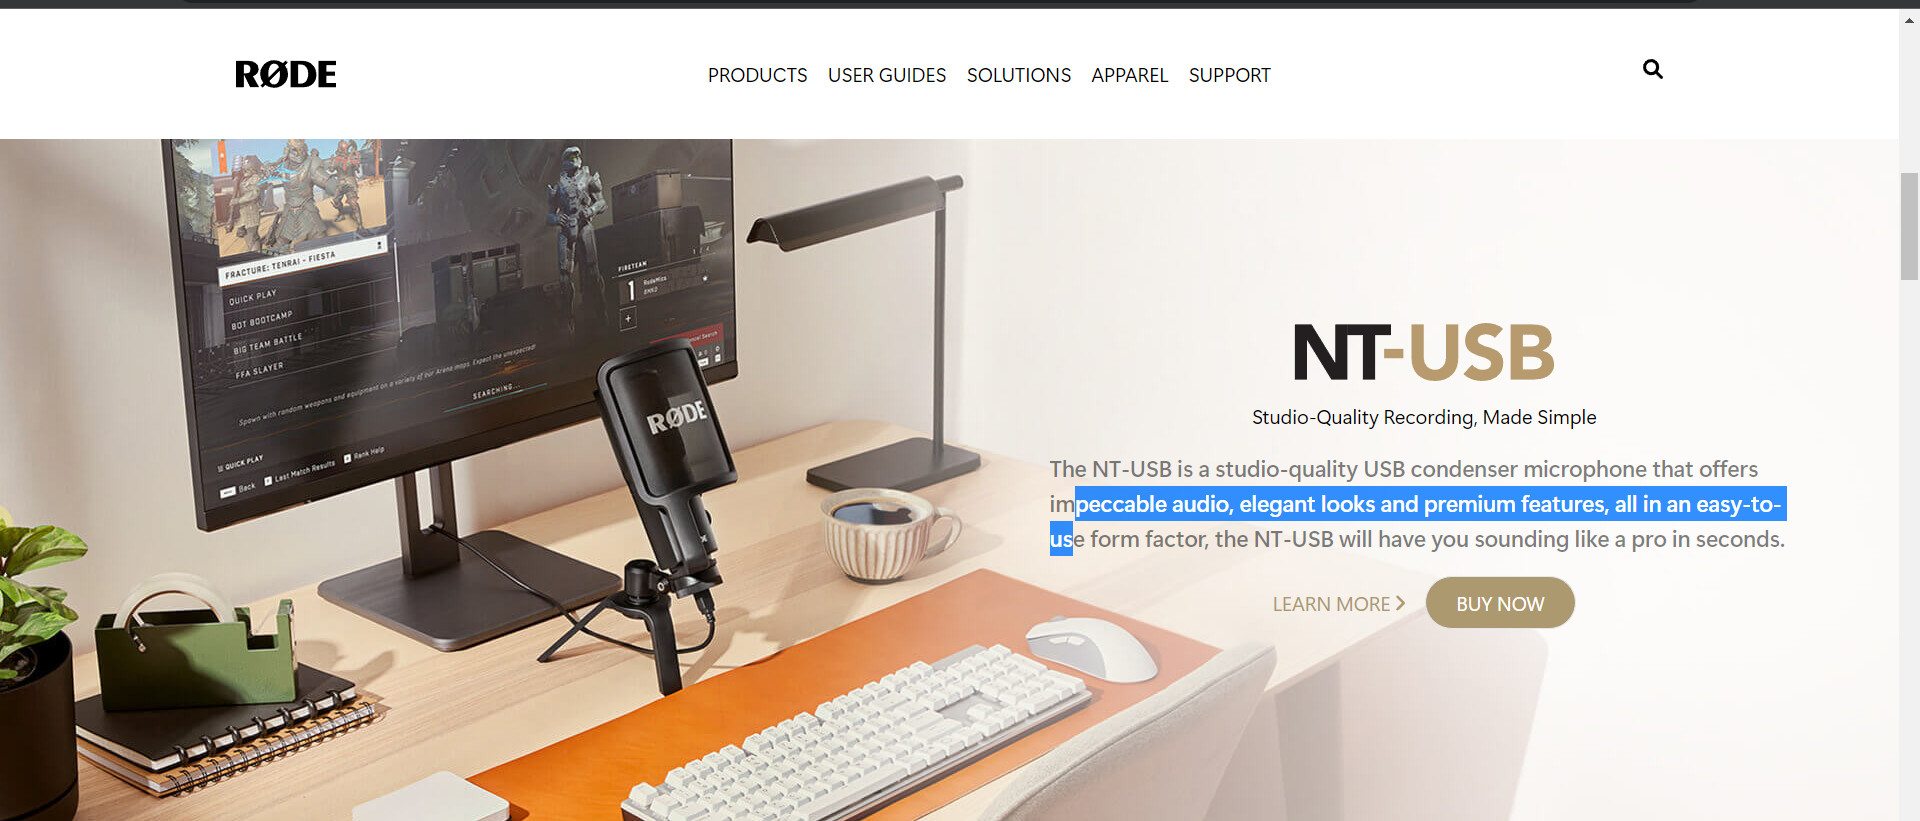 RØDE
PRODUCTS USER GUIDES SOLUTIONS APPAREL SUPPORT
FRACTURE: TENRAI - FIESTA
QUICK PLAY
BOT BOOTCAMP
BIG TEAM BATTLE
FFA SLAYER
Spawn with random weapons and equipment on a variety of our Arena maps. Expect the unexpected!
SEARCHING...
QUICK PLAY
Back Last Match Results Rank Help
FIRETEAM
1 RodeMics
Cancel Search
RØDE
NT-USB
Studio-Quality Recording, Made Simple
The NT-USB is a studio-quality USB condenser microphone that offers
impeccable audio, elegant looks and premium features, all in an easy-to-
use form factor, the NT-USB will have you sounding like a pro in seconds.
LEARN MORE
BUY NOW